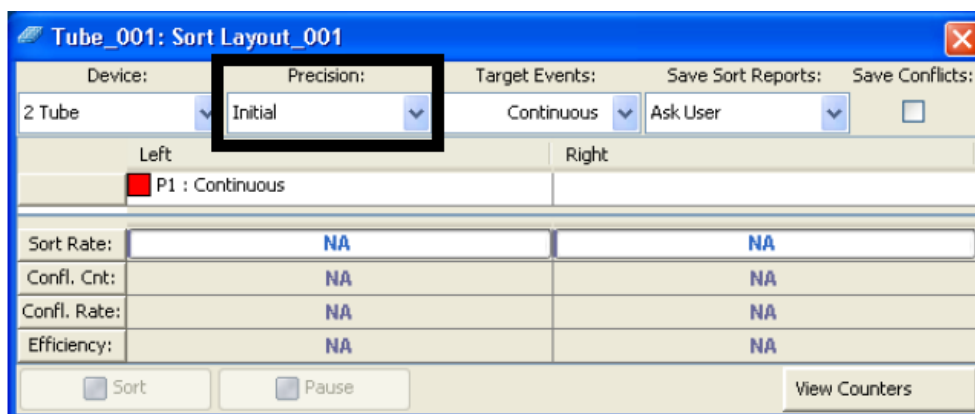 Tube_001: Sort Layout_001
Device: Precision: Target Events: Save Sort Reports: Save Conflicts:
2 Tube Initial Continuous Ask User
Left Right
P1 : Continuous
Sort Rate: NA NA
Confl. Cnt: NA NA
Confl. Rate: NA NA
Efficiency: NA NA
Sort Pause View Counters